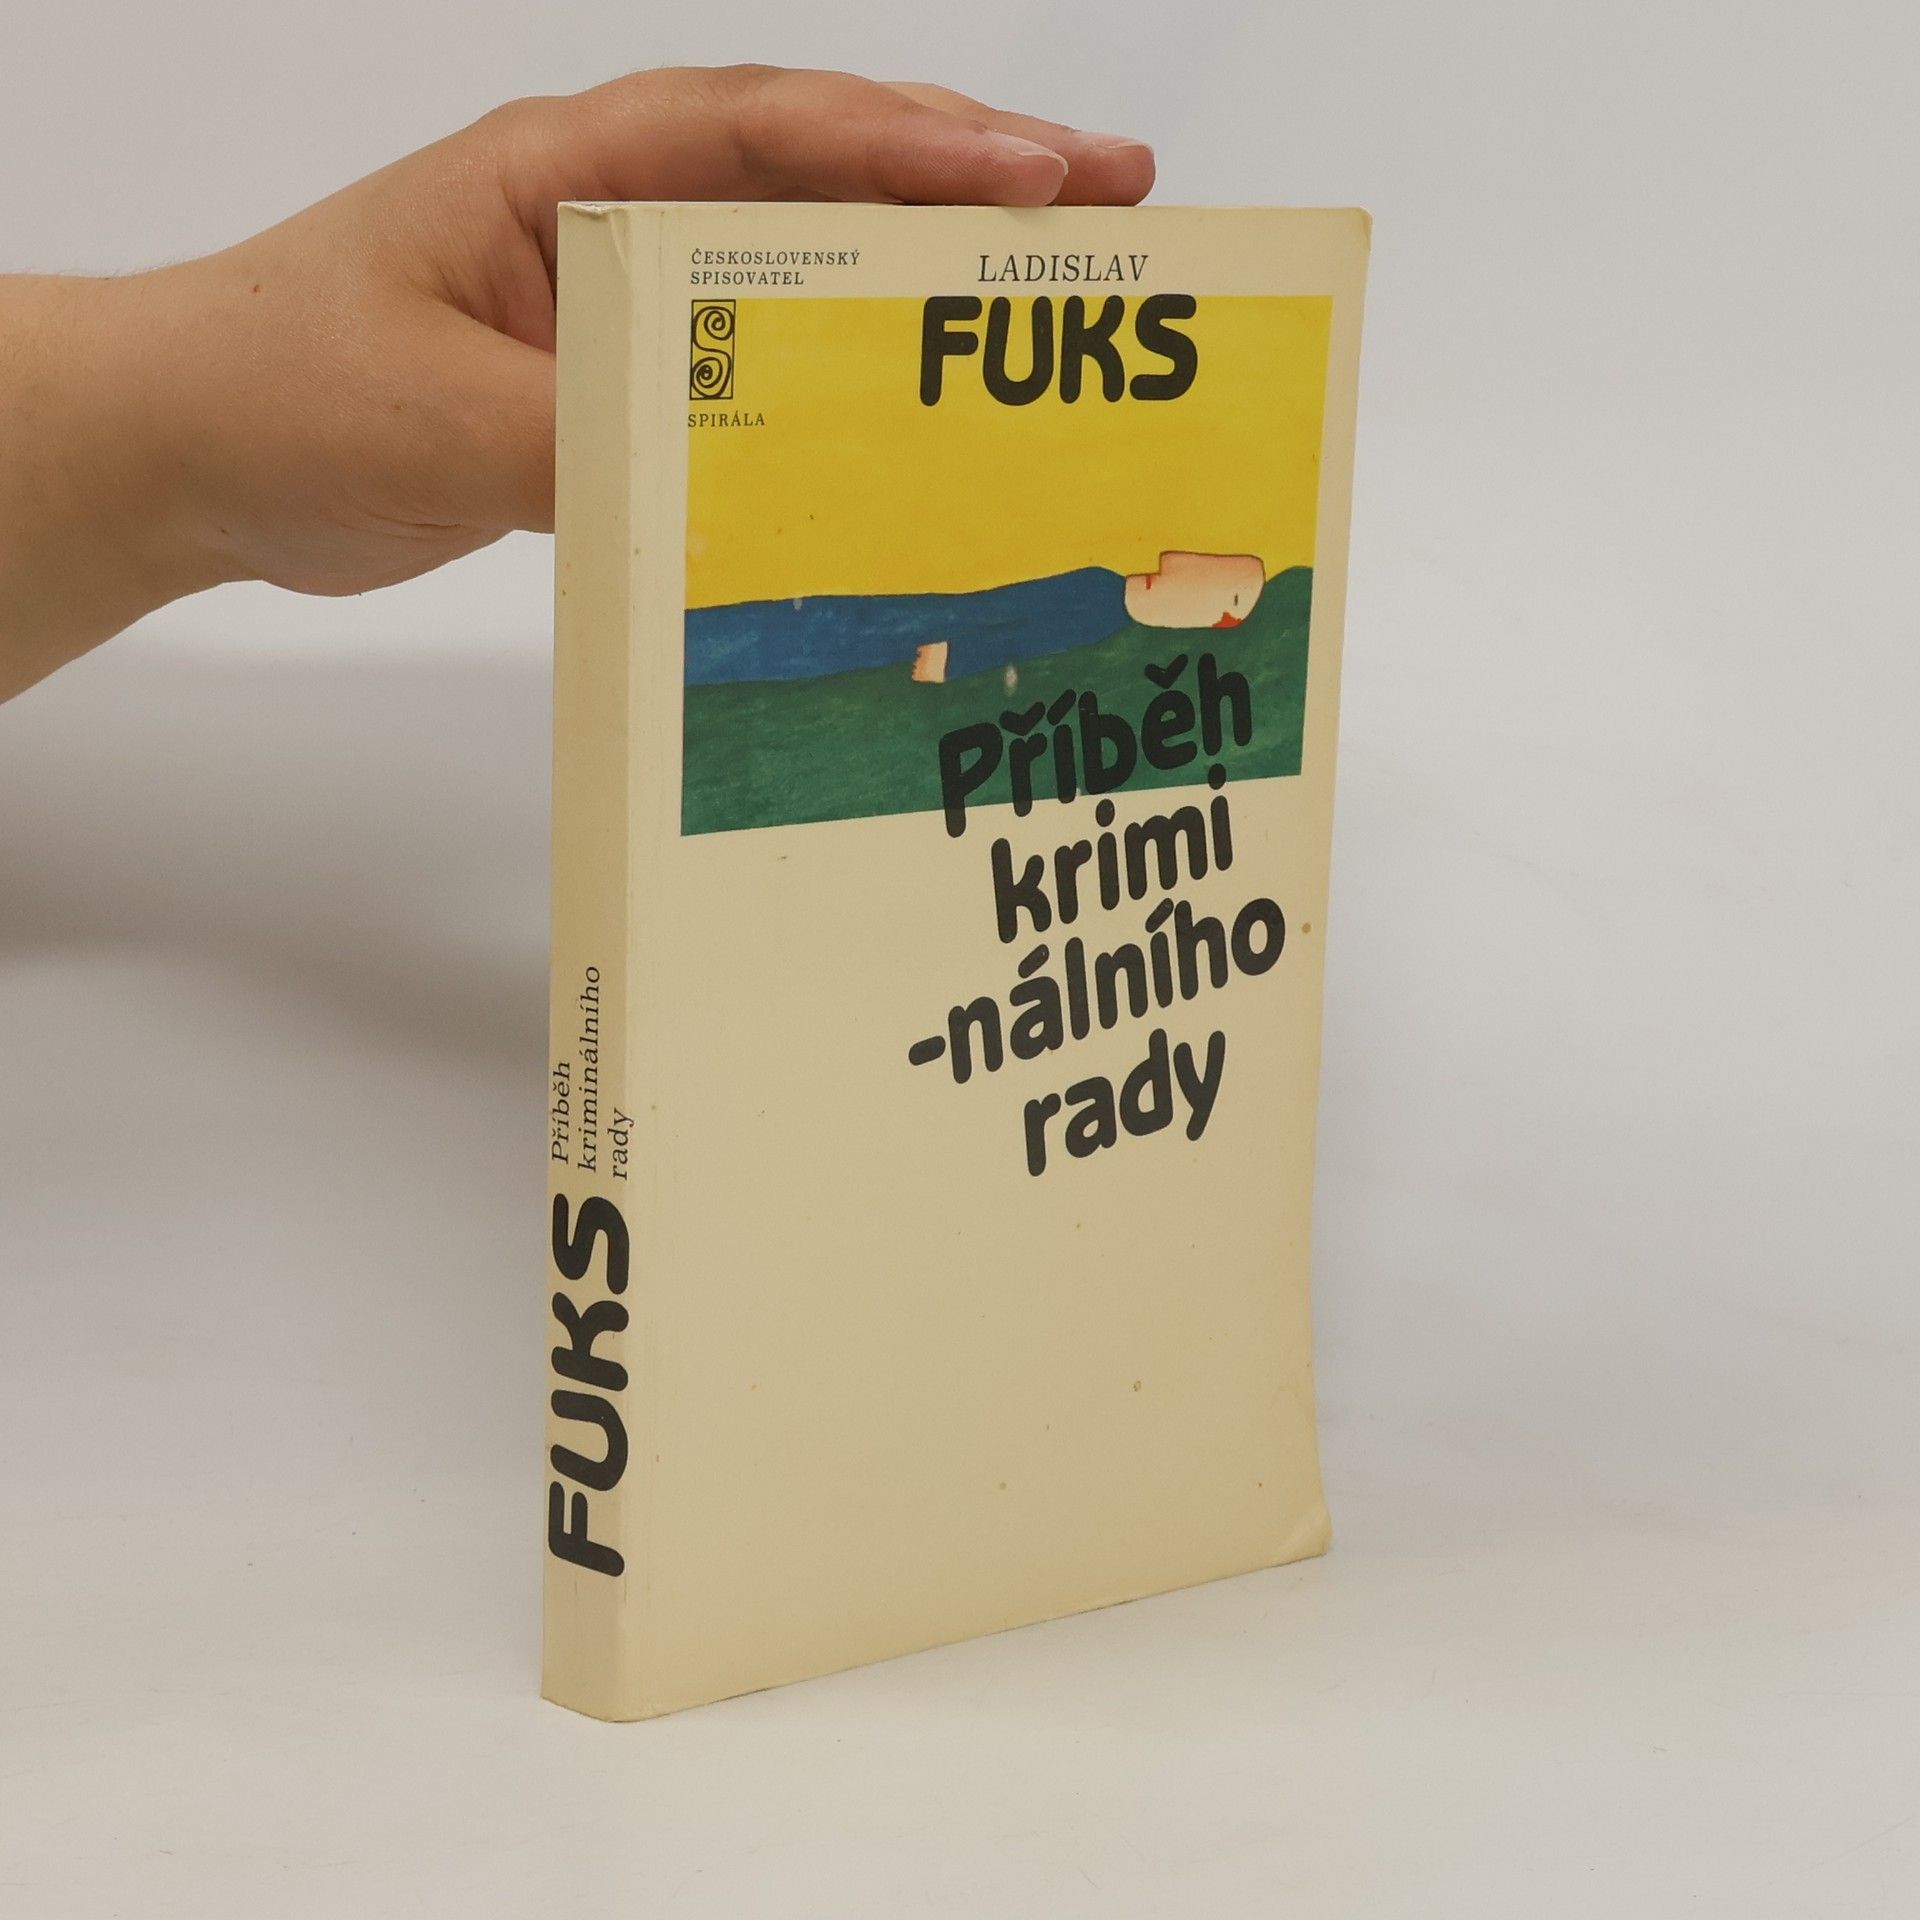 ČESKOSLOVENSKÝ
SPISOVATEL
SPIRÁLA
LADISLAV
FUKS
Příběh
krimi
-nálního
rady
FUKS
Příběh
kriminálního
rady